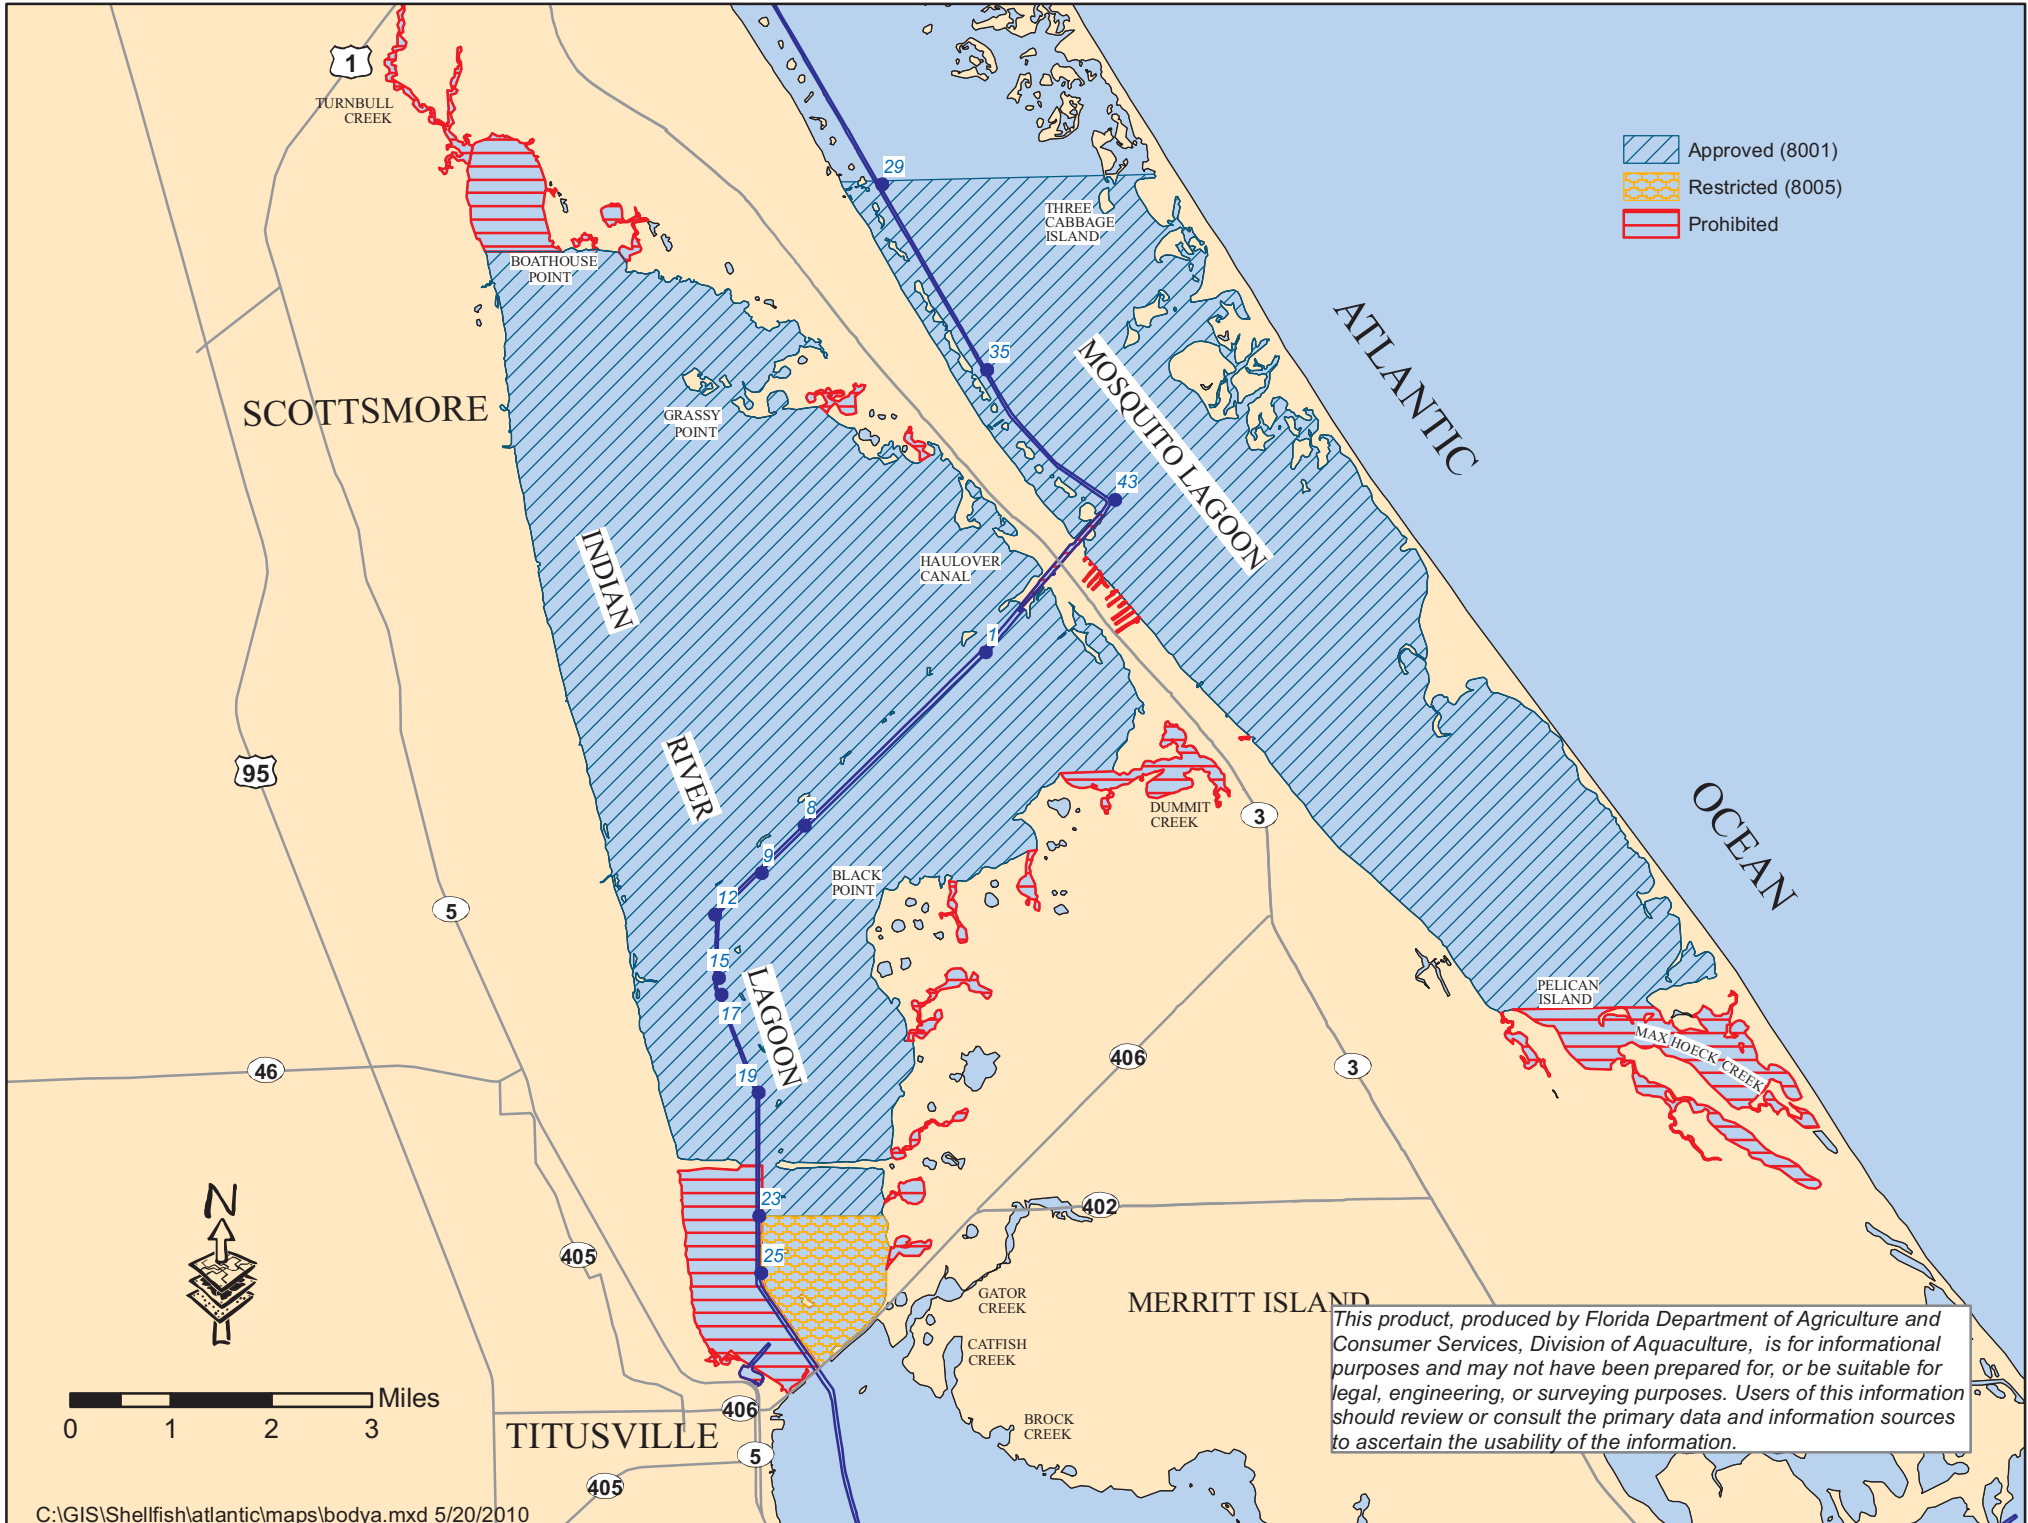 1
TURNBULL
CREEK
29
Approved (8001)
Restricted (8005)
Prohibited
THREE
CABBAGE
ISLAND
BOATHOUSE
POINT
35
ATLANTIC
MOSQUITO LAGOON
SCOTTSMORE
GRASSY
POINT
43
INDIAN
HAULOVER
CANAL
1
RIVER
95
8
DUMMIT
CREEK
3
OCEAN
9
BLACK
POINT
12
5
15
17
LAGOON
PELICAN
ISLAND
MAX HOECK CREEK
46
19
406
3
N
23
402
405
25
GATOR
CREEK
MERRITT ISLAND
CATFISH
CREEK
This product, produced by Florida Department of Agriculture and
Consumer Services, Division of Aquaculture, is for informational
purposes and may not have been prepared for, or be suitable for
legal, engineering, or surveying purposes. Users of this information
should review or consult the primary data and information sources
to ascertain the usability of the information.
Miles
0 1 2 3
406
TITUSVILLE
BROCK
CREEK
5
405
C:\GIS\Shellfish\atlantic\maps\bodya.mxd 5/20/2010